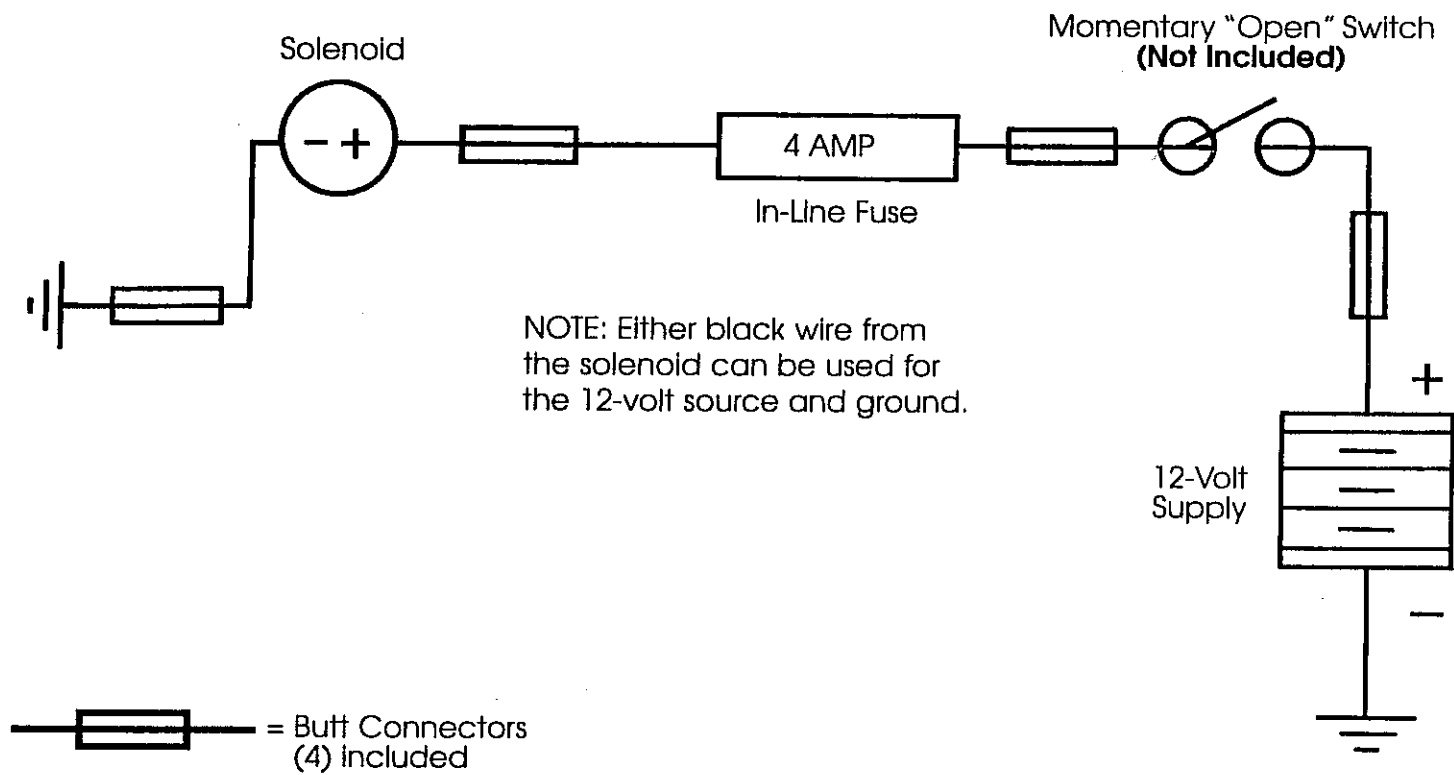 Solenoid
Momentary "Open" Switch
(Not Included)
- +
4 AMP
In-Line Fuse
NOTE: Either black wire from
the solenoid can be used for
the 12-volt source and ground.
+
12-Volt
Supply
-
= Butt Connectors
(4) Included